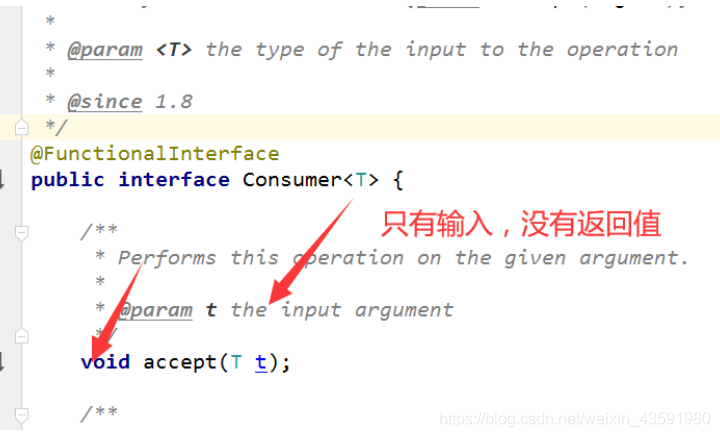 *
* @param <T> the type of the input to the operation
*
* @since 1.8
*/
@FunctionalInterface
public interface Consumer<T> {
只有输入，没有返回值
/**
* Performs this operation on the given argument.
*
* @param t the input argument
*/
void accept(T t);
/**
https://blog.csdn.net/weixin_43591980